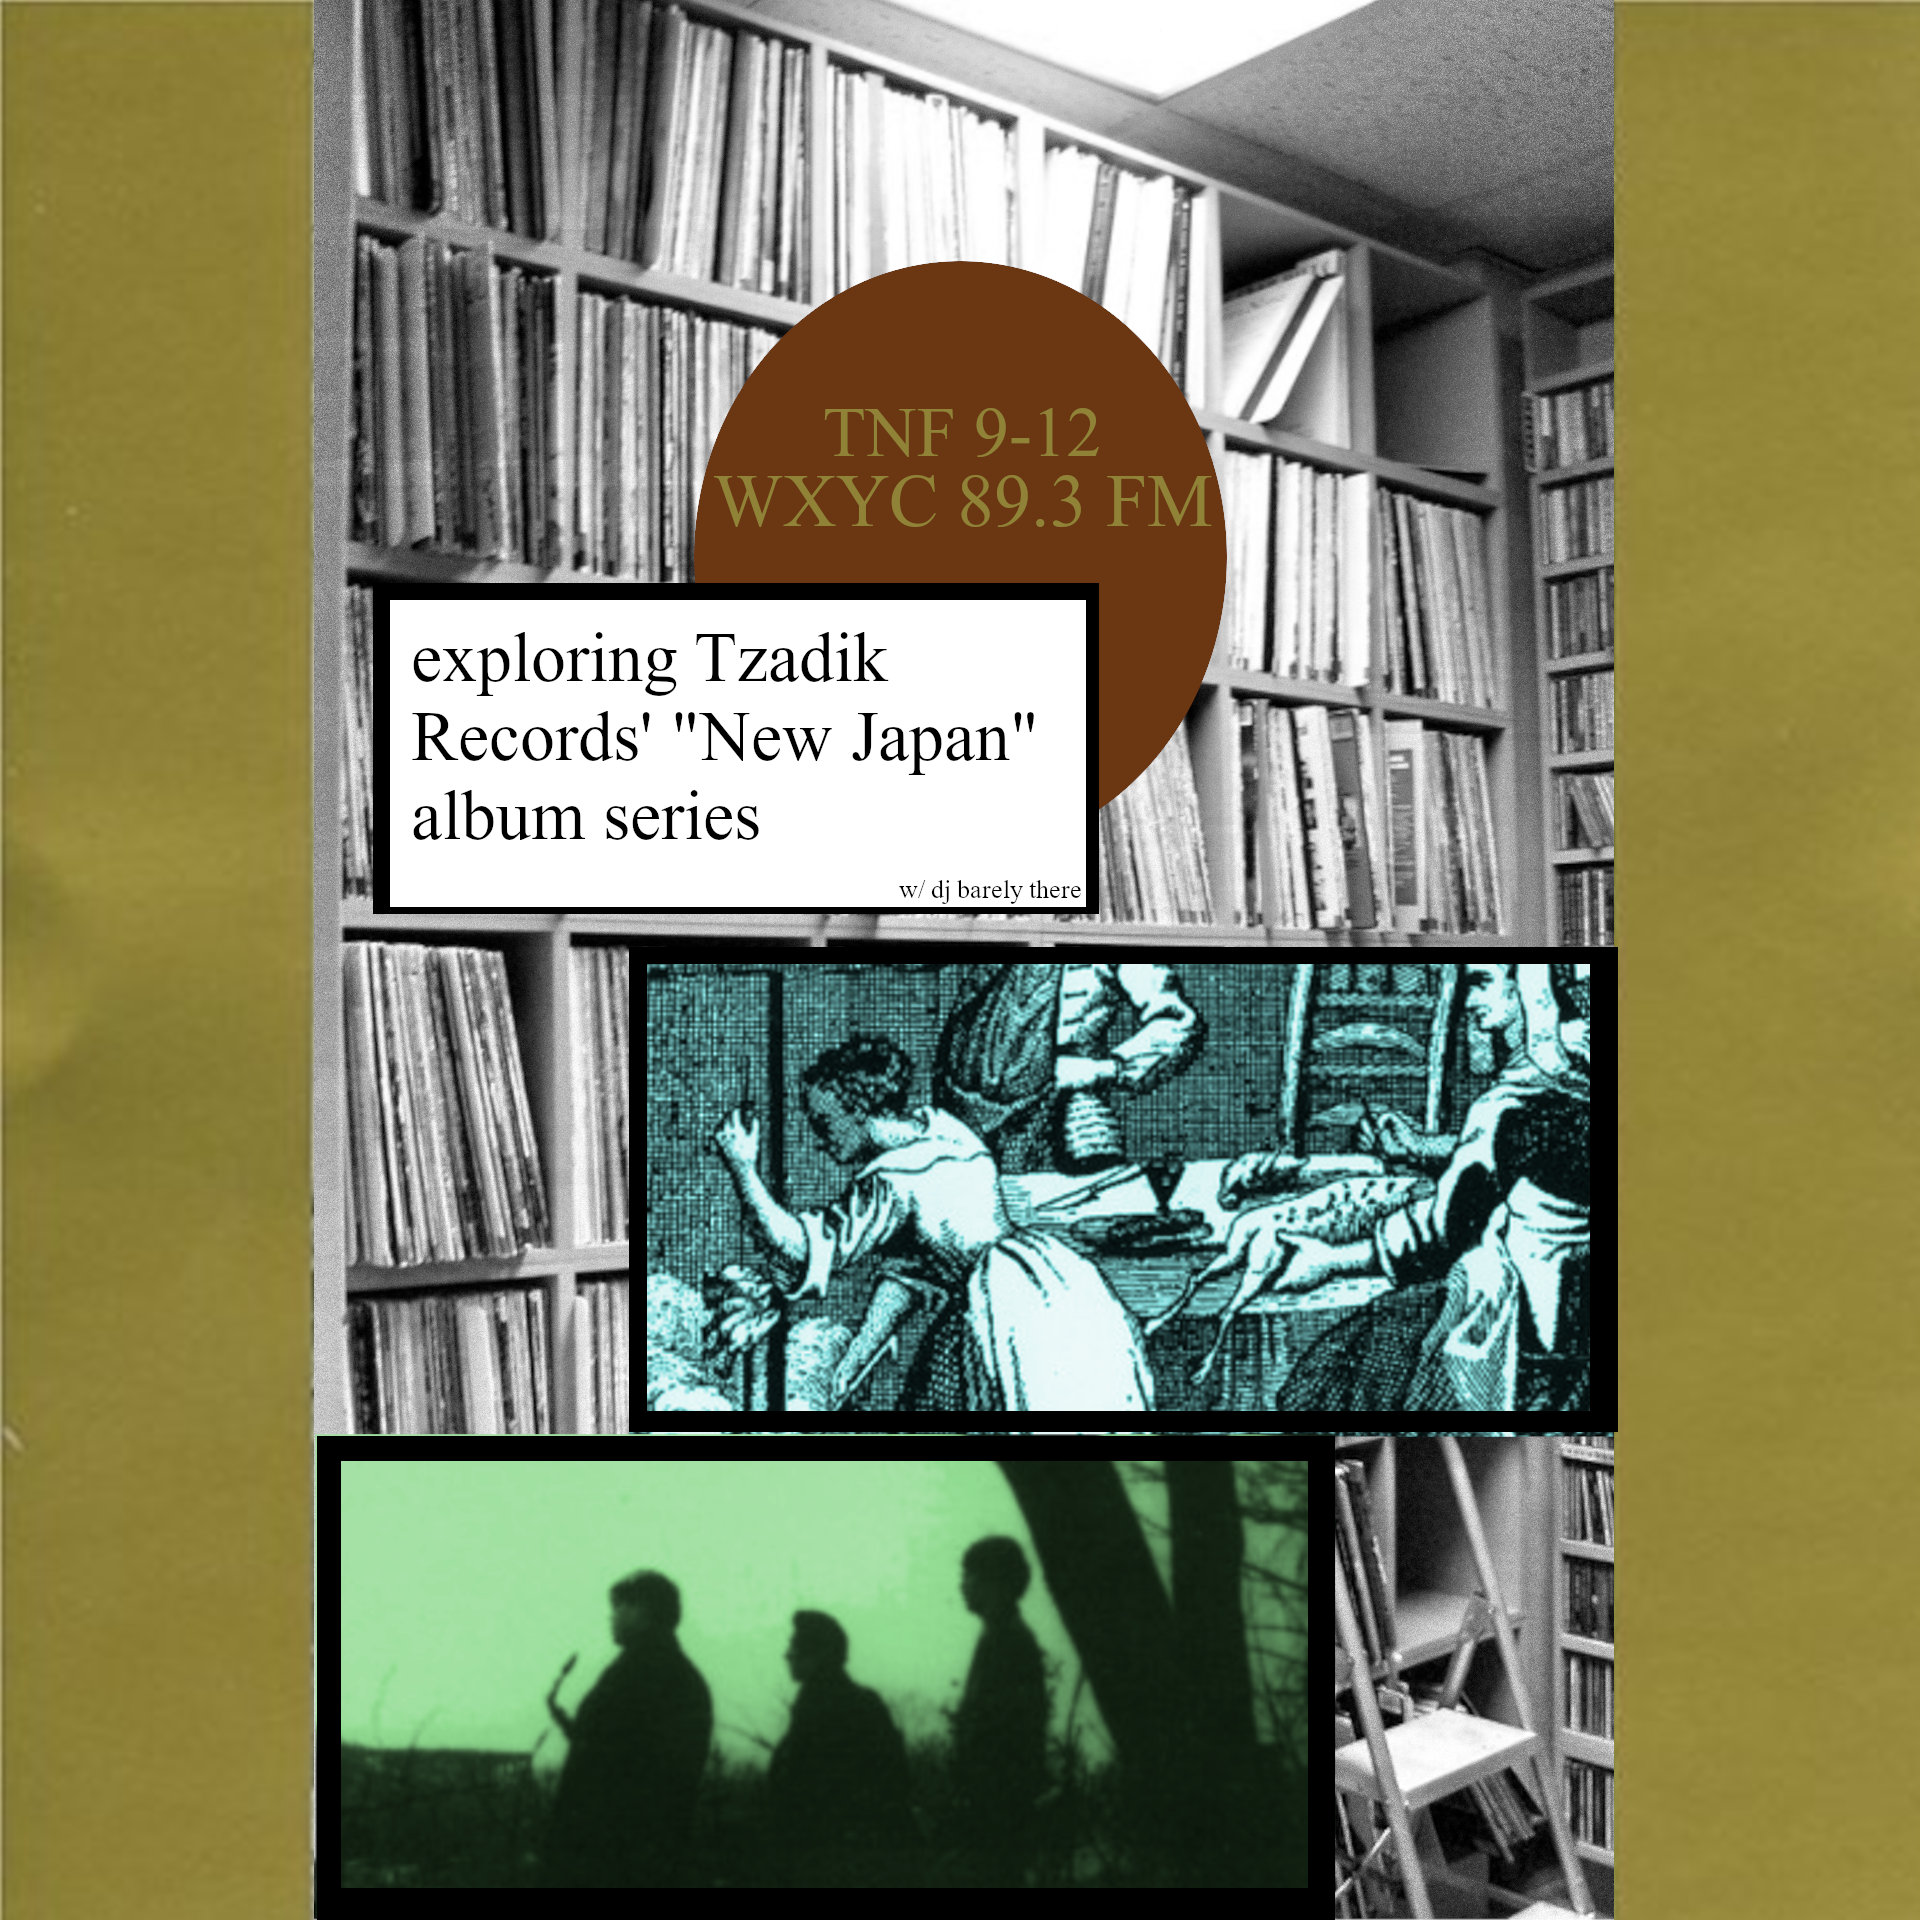 TNF 9-12
WXYC 89.3 FM
exploring Tzadik
Records' "New Japan"
album series
w/ dj barely there